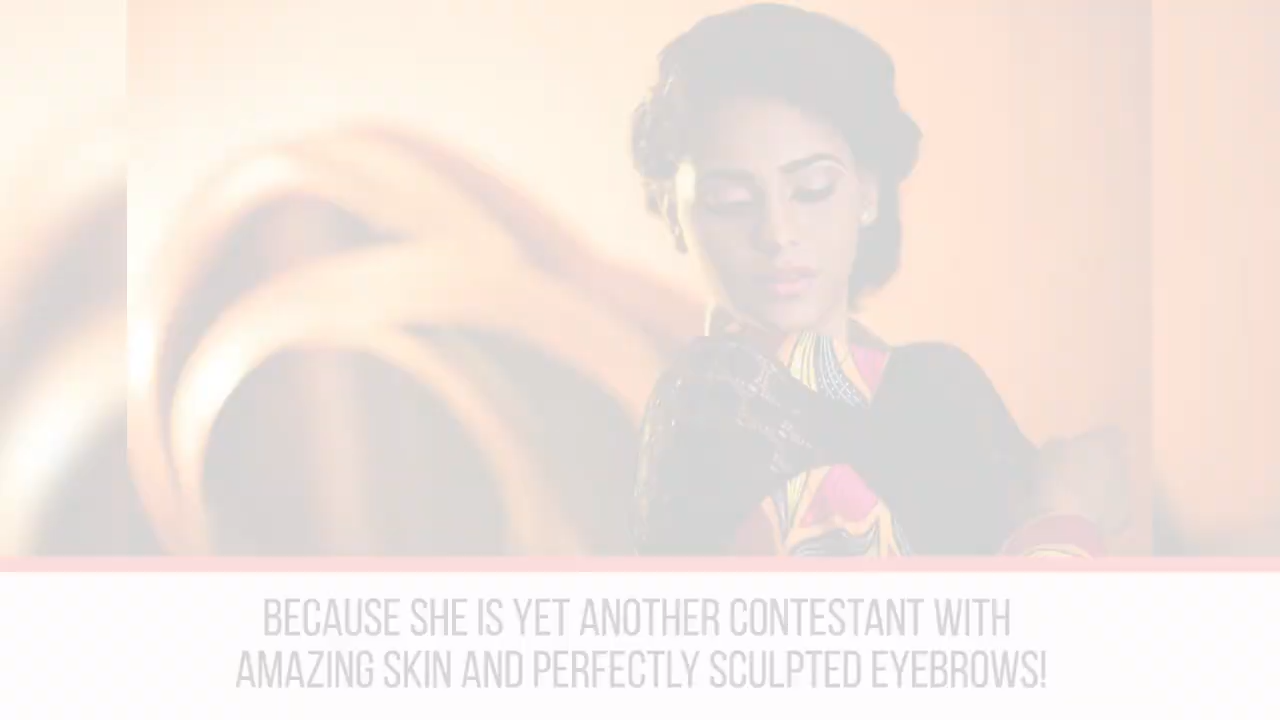 BECAUSE SHE IS YET ANOTHER CONTESTANT WITH
AMAZING SKIN AND PERFECTLY SCULPTED EYEBROWS!